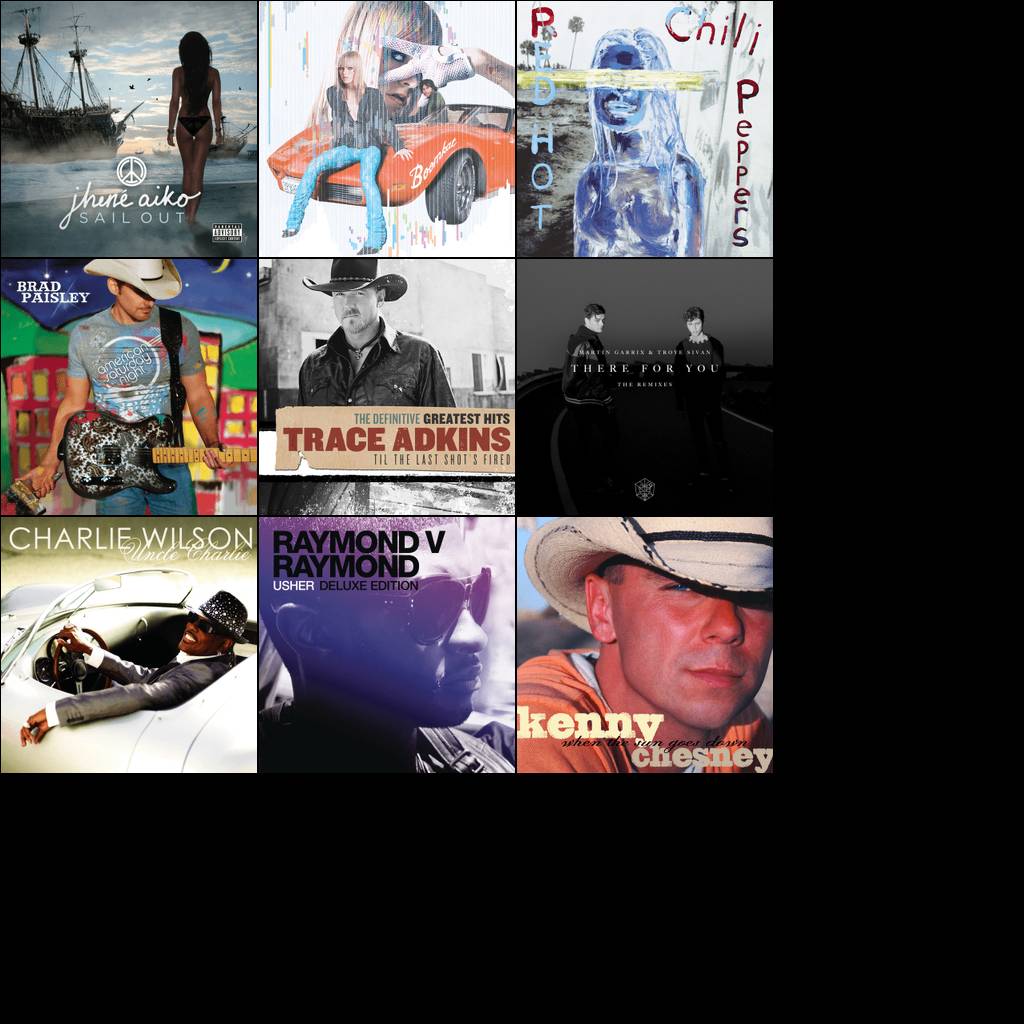 jhené aiko
SAIL OUT
PARENTAL
ADVISORY
EXPLICIT CONTENT
Boomkac
RED HOT
Chili
Peppers
BRAD
PAISLEY
american
saturday
night
THE DEFINITIVE GREATEST HITS
TRACE ADKINS
'TIL THE LAST SHOT'S FIRED
MARTIN GARRIX & TROYE SIVAN
THERE FOR YOU
THE REMIXES
CHARLIE WILSON
Uncle Charlie
RAYMOND V
RAYMOND
USHER DELUXE EDITION
kenny
when the sun goes down
chesney